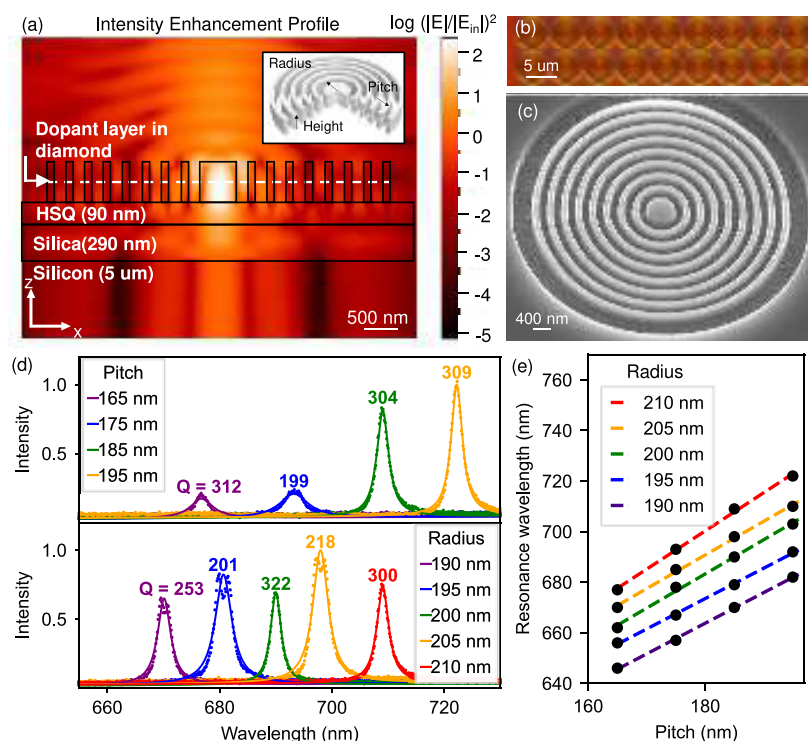 (a)
Intensity Enhancement Profile
log (|E|/|E_in|)²
Radius
Pitch
Height
Dopant layer in
diamond
HSQ (90 nm)
Silica(290 nm)
Silicon (5 um)
z
x
500 nm
2
1
0
-1
-2
-3
-4
-5
(b)
5 um
(c)
400 nm
(d)
Pitch
165 nm
175 nm
185 nm
195 nm
Intensity
1.0
0.5
Q = 312
199
304
309
Intensity
1.0
0.5
Q = 253
201
322
218
300
Radius
190 nm
195 nm
200 nm
205 nm
210 nm
660
680
700
720
Wavelength (nm)
(e)
Radius
210 nm
205 nm
200 nm
195 nm
190 nm
Resonance wavelength (nm)
760
740
720
700
680
660
640
160
180
Pitch (nm)